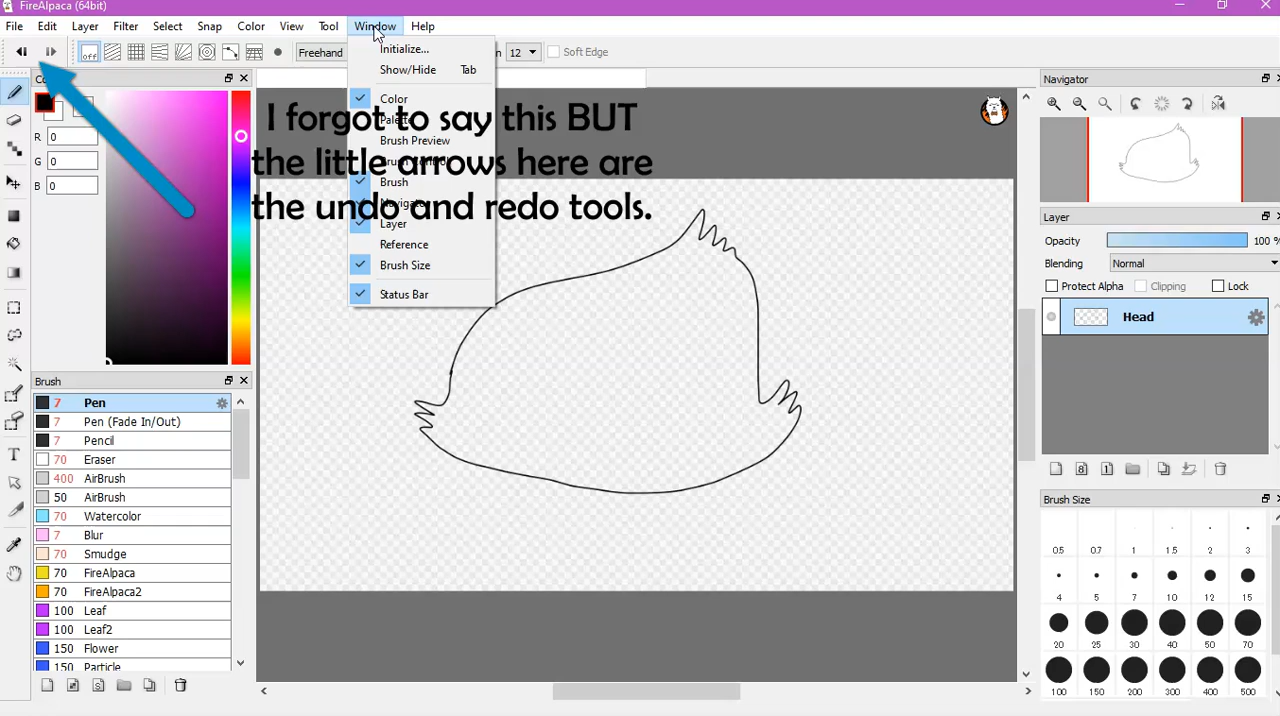 FireAlpaca (64bit)
File Edit Layer Filter Select Snap Color View Tool Window Help
off Freehand 12 Soft Edge
Initialize...
Show/Hide Tab
Color
Brush Preview
Brush
Layer
Reference
Brush Size
Status Bar
I forgot to say this BUT
the little arrows here are
the undo and redo tools.
R 0
G 0
B 0
Brush
7 Pen
7 Pen (Fade In/Out)
7 Pencil
70 Eraser
400 AirBrush
50 AirBrush
70 Watercolor
7 Blur
70 Smudge
70 FireAlpaca
70 FireAlpaca2
100 Leaf
100 Leaf2
150 Flower
150 Particle
Navigator
Layer
Opacity 100 %
Blending Normal
Protect Alpha Clipping Lock
Head
8 1
Brush Size
0.5 0.7 1 1.5 2 3
4 5 7 10 12 15
20 25 30 40 50 70
100 150 200 300 400 500
T